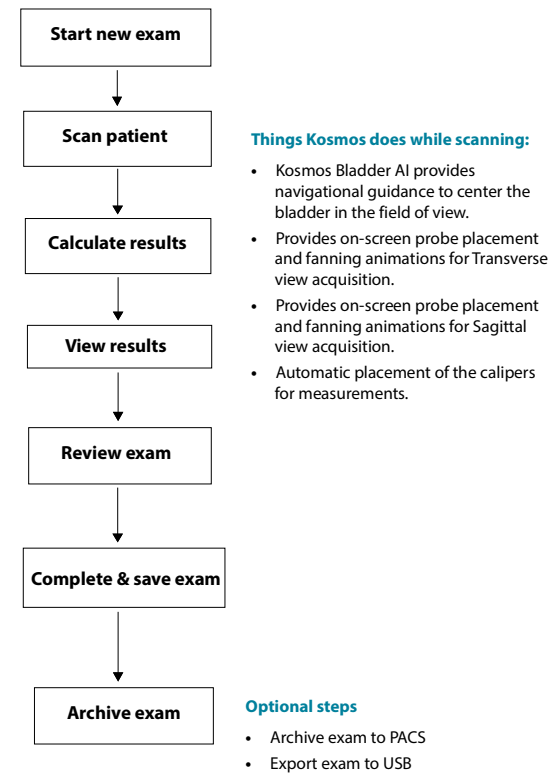 Start new exam
Scan patient
Things Kosmos does while scanning:
• Kosmos Bladder AI provides
navigational guidance to center the
bladder in the field of view.
• Provides on-screen probe placement
and fanning animations for Transverse
view acquisition.
• Provides on-screen probe placement
and fanning animations for Sagittal
view acquisition.
• Automatic placement of the calipers
for measurements.
Calculate results
View results
Review exam
Complete & save exam
Archive exam
Optional steps
• Archive exam to PACS
• Export exam to USB